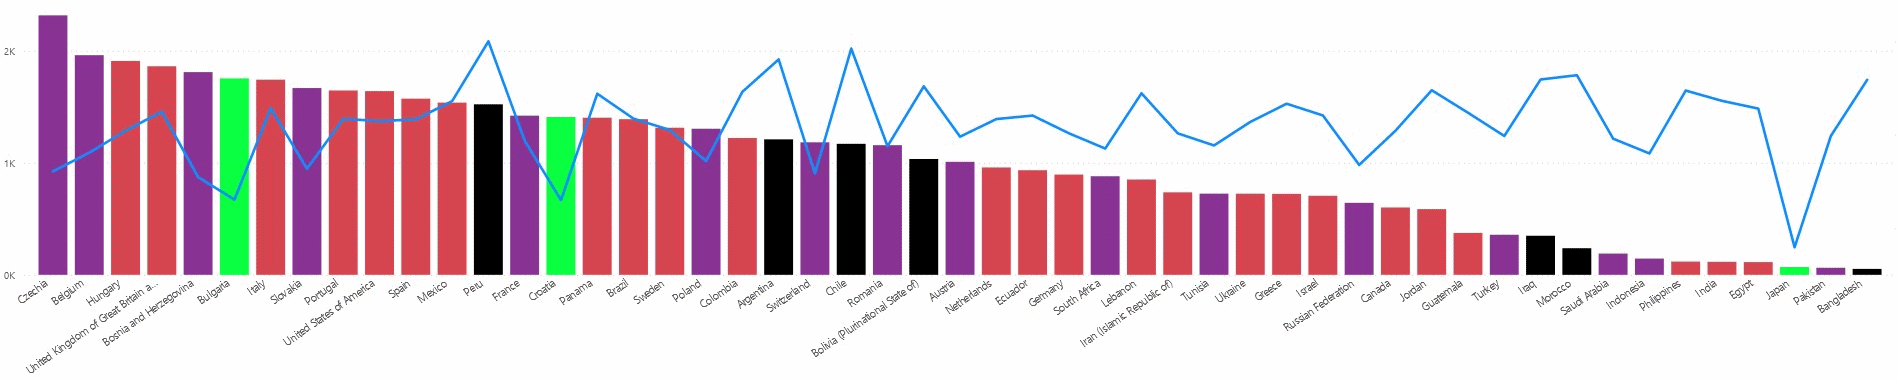 2K
1K
0K
Czechia
Belgium
Hungary
United Kingdom of Great Britain a...
Bosnia and Herzegovina
Bulgaria
Italy
Slovakia
Portugal
United States of America
Spain
Mexico
Peru
France
Croatia
Panama
Brazil
Sweden
Poland
Colombia
Argentina
Switzerland
Chile
Romania
Bolivia (Plurinational State of)
Austria
Netherlands
Ecuador
Germany
South Africa
Lebanon
Iran (Islamic Republic of)
Tunisia
Ukraine
Greece
Israel
Russian Federation
Canada
Jordan
Guatemala
Turkey
Iraq
Morocco
Saudi Arabia
Indonesia
Philippines
India
Egypt
Japan
Pakistan
Bangladesh